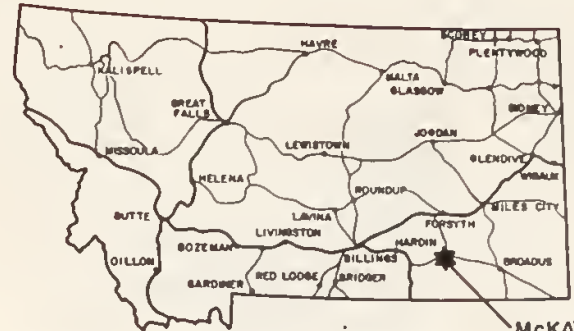 SCOBEY
HAVRE
PLENTYWOOD
KALISPELL
MALTA
GLASGOW
GREAT
FALLS
SIDNEY
JORDAN
MISSOULA
LEWISTOWN
GLENDIVE
WIBAUX
HELENA
ROUNDUP
BUTTE
LAVINA
FORSYTH
MILES CITY
LIVINGSTON
BOZEMAN
BILLINGS
HARDIN
DILLON
RED LODGE
BROADUS
GARDINER
BRIDGER
McKA